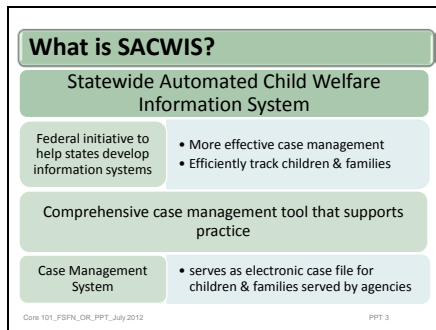 What is SACWIS?
Statewide Automated Child Welfare
Information System
Federal initiative to
help states develop
information systems
• More effective case management
• Efficiently track children & families
Comprehensive case management tool that supports
practice
Case Management
System
• serves as electronic case file for
children & families served by agencies
Core 101_FSFN_OR_PPT_July 2012
PPT 3